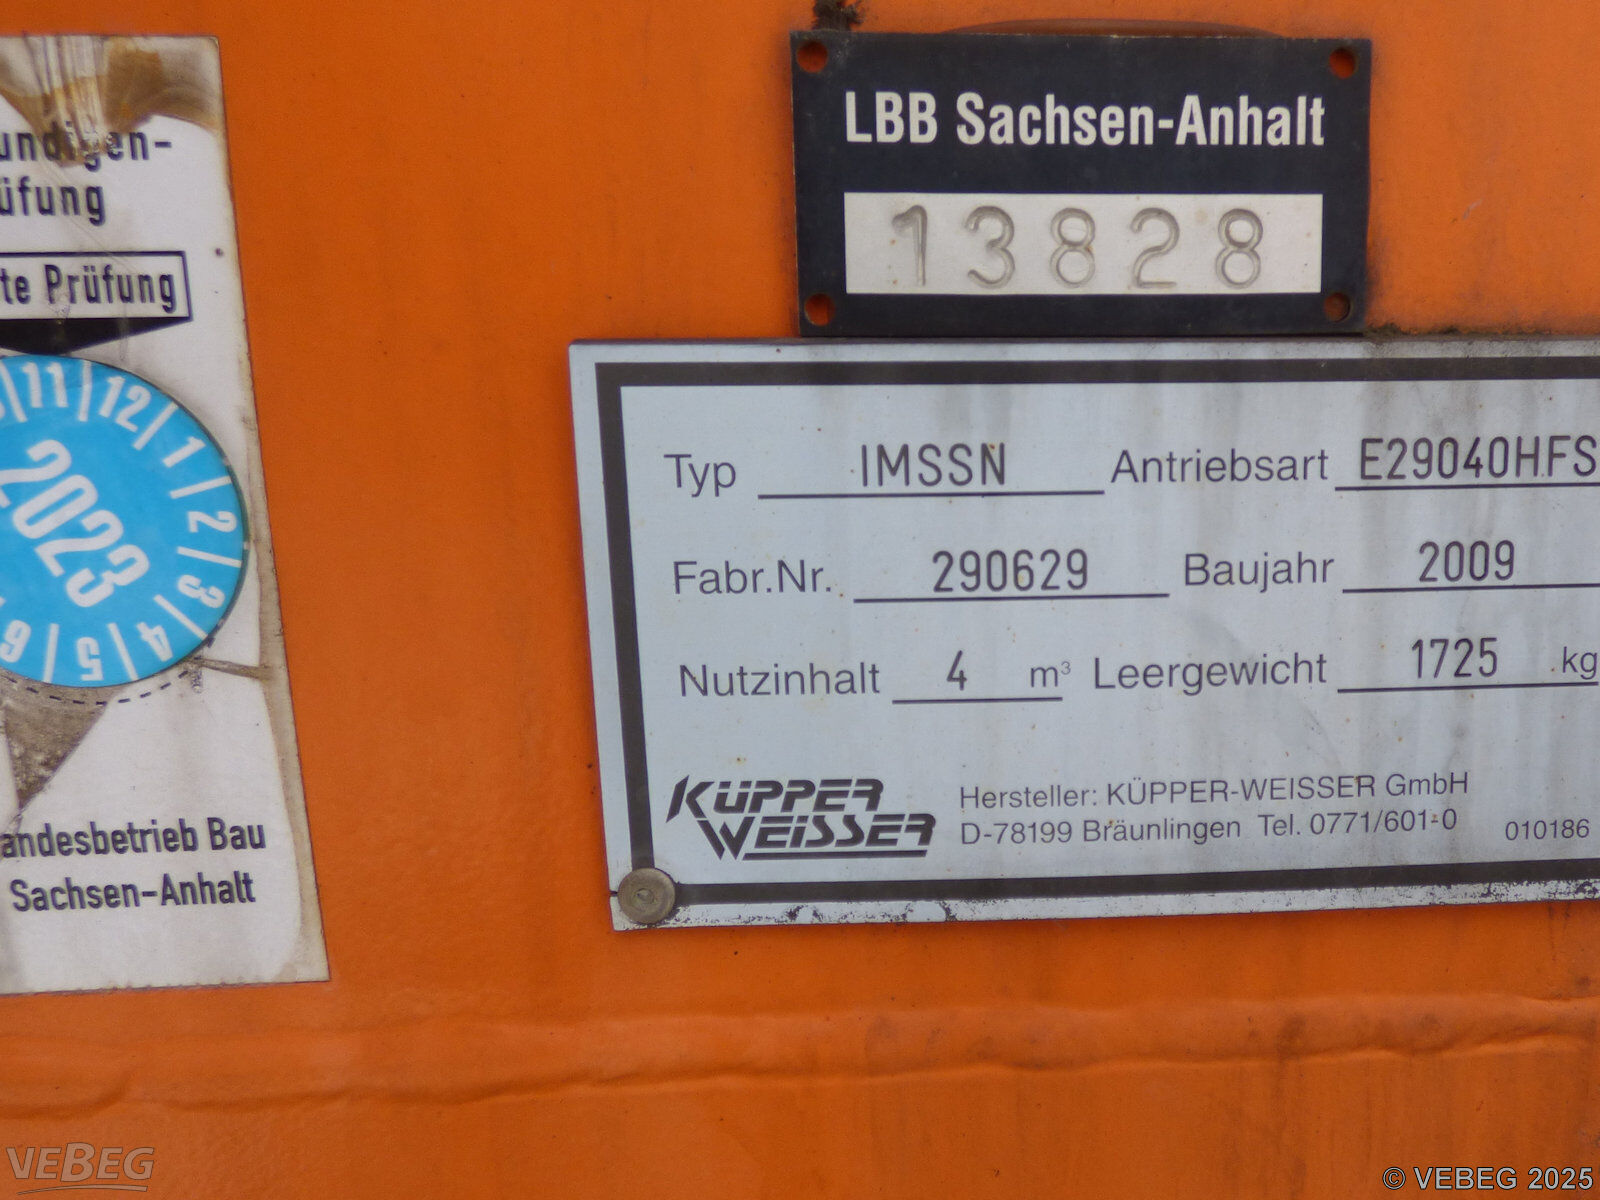 LBB Sachsen-Anhalt
13828
üfung
te Prüfung
11 12 1 2 3 4 5 6
2023
andesbetrieb Bau
Sachsen-Anhalt
Typ IMSSN Antriebsart E29040HFS
Fabr.Nr. 290629 Baujahr 2009
Nutzinhalt 4 m³ Leergewicht 1725 kg
KÜPPER
WEISSER
Hersteller: KÜPPER-WEISSER GmbH
D-78199 Bräunlingen Tel. 0771/601-0 010186
VEBEG
© VEBEG 2025